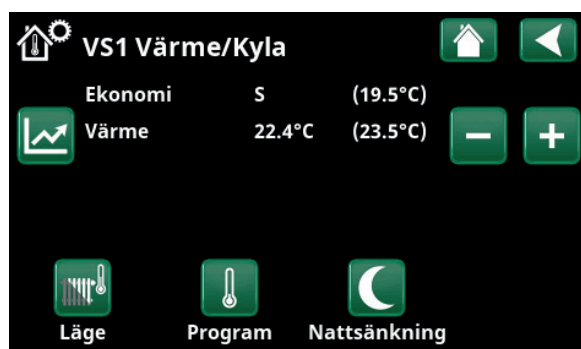 VS1 Värme/Kyla
Ekonomi S (19.5°C)
Värme 22.4°C (23.5°C)
Läge Program Nattsänkning